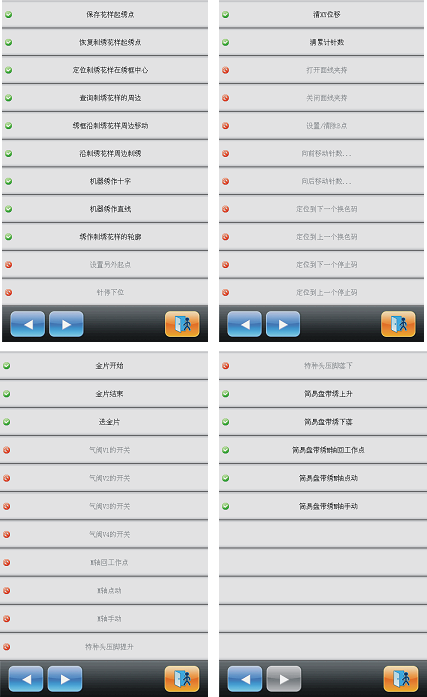 保存花样起绣点
恢复刺绣花样起绣点
定位刺绣花样在绣框中心
查询刺绣花样的周边
绣框沿刺绣花样周边移动
沿刺绣花样周边刺绣
机器绣作十字
机器绣作直线
绣作刺绣花样的轮廓
设置另外起点
针停下位
清XY位移
清累计针数
打开面线夹持
关闭面线夹持
设置/清除S点
向前移动针数...
向后移动针数...
定位到下一个换色码
定位到上一个换色码
定位到下一个停止码
定位到上一个停止码
金片开始
金片结束
送金片
气阀V1的开关
气阀V2的开关
气阀V3的开关
气阀V4的开关
M轴回工作点
M轴点动
M轴手动
特种头压脚提升
特种头压脚落下
简易盘带绣上升
简易盘带绣下落
简易盘带绣M轴回工作点
简易盘带绣M轴点动
简易盘带绣M轴手动